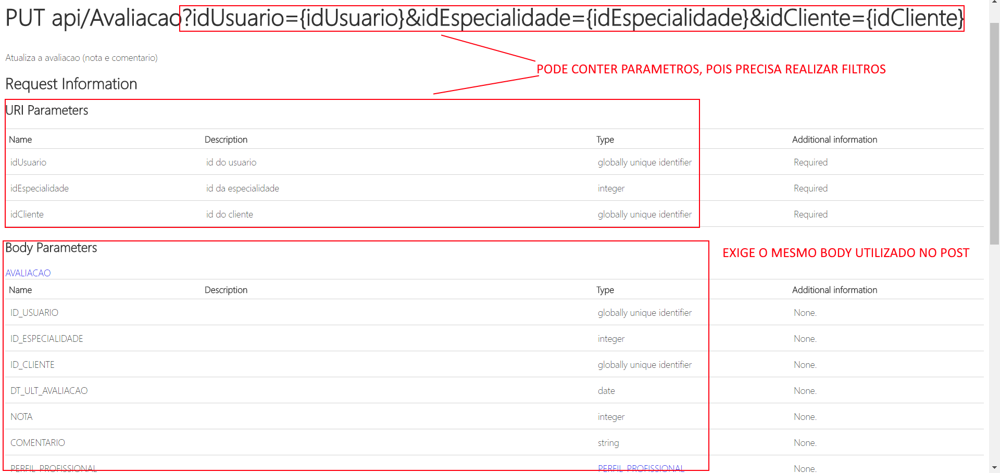 PUT api/Avaliacao?idUsuario={idUsuario}&idEspecialidade={idEspecialidade}&idCliente={idCliente}
Atualiza a avaliacao (nota e comentario)
PODE CONTER PARAMETROS, POIS PRECISA REALIZAR FILTROS
Request Information
URI Parameters
Name Description Type Additional information
idUsuario id do usuario globally unique identifier Required
idEspecialidade id da especialidade integer Required
idCliente id do cliente globally unique identifier Required
Body Parameters
EXIGE O MESMO BODY UTILIZADO NO POST
AVALIACAO
Name Description Type Additional information
ID_USUARIO globally unique identifier None.
ID_ESPECIALIDADE integer None.
ID_CLIENTE globally unique identifier None.
DT_ULT_AVALIACAO date None.
NOTA integer None.
COMENTARIO string None.
PERFIL_PROFISSIONAL PERFIL_PROFISSIONAL None.